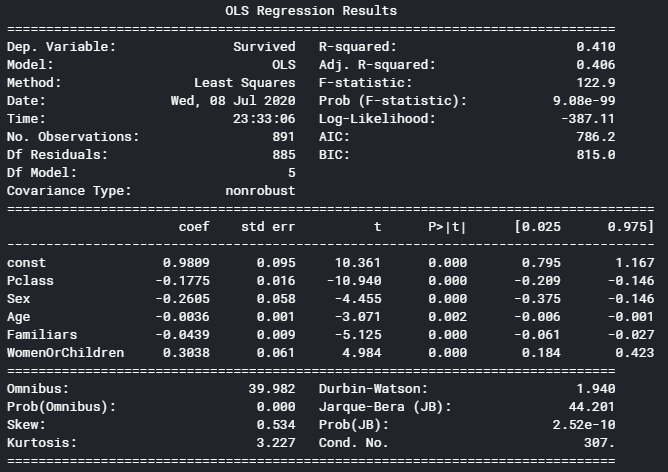 OLS Regression Results
==============================================================================
Dep. Variable:               Survived   R-squared:                       0.410
Model:                            OLS   Adj. R-squared:                  0.406
Method:                 Least Squares   F-statistic:                     122.9
Date:                Wed, 08 Jul 2020   Prob (F-statistic):           9.08e-99
Time:                        23:33:06   Log-Likelihood:                -387.11
No. Observations:                 891   AIC:                             786.2
Df Residuals:                     885   BIC:                             815.0
Df Model:                           5
Covariance Type:            nonrobust
===================================================================================
                      coef    std err          t      P>|t|      [0.025      0.975]
-----------------------------------------------------------------------------------
const               0.9809      0.095     10.361      0.000       0.795       1.167
Pclass             -0.1775      0.016    -10.940      0.000      -0.209      -0.146
Sex                -0.2605      0.058     -4.455      0.000      -0.375      -0.146
Age                -0.0036      0.001     -3.071      0.002      -0.006      -0.001
Familiars          -0.0439      0.009     -5.125      0.000      -0.061      -0.027
WomenOrChildren     0.3038      0.061      4.984      0.000       0.184       0.423
==============================================================================
Omnibus:                       39.982   Durbin-Watson:                   1.940
Prob(Omnibus):                  0.000   Jarque-Bera (JB):               44.201
Skew:                           0.534   Prob(JB):                     2.52e-10
Kurtosis:                       3.227   Cond. No.                         307.
==============================================================================